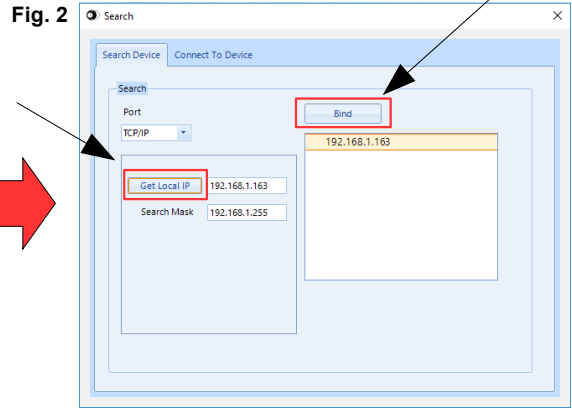 Fig. 2
Search
Search Device Connect To Device
Search
Port
TCP/IP
Bind
192.168.1.163
Get Local IP 192.168.1.163
Search Mask 192.168.1.255